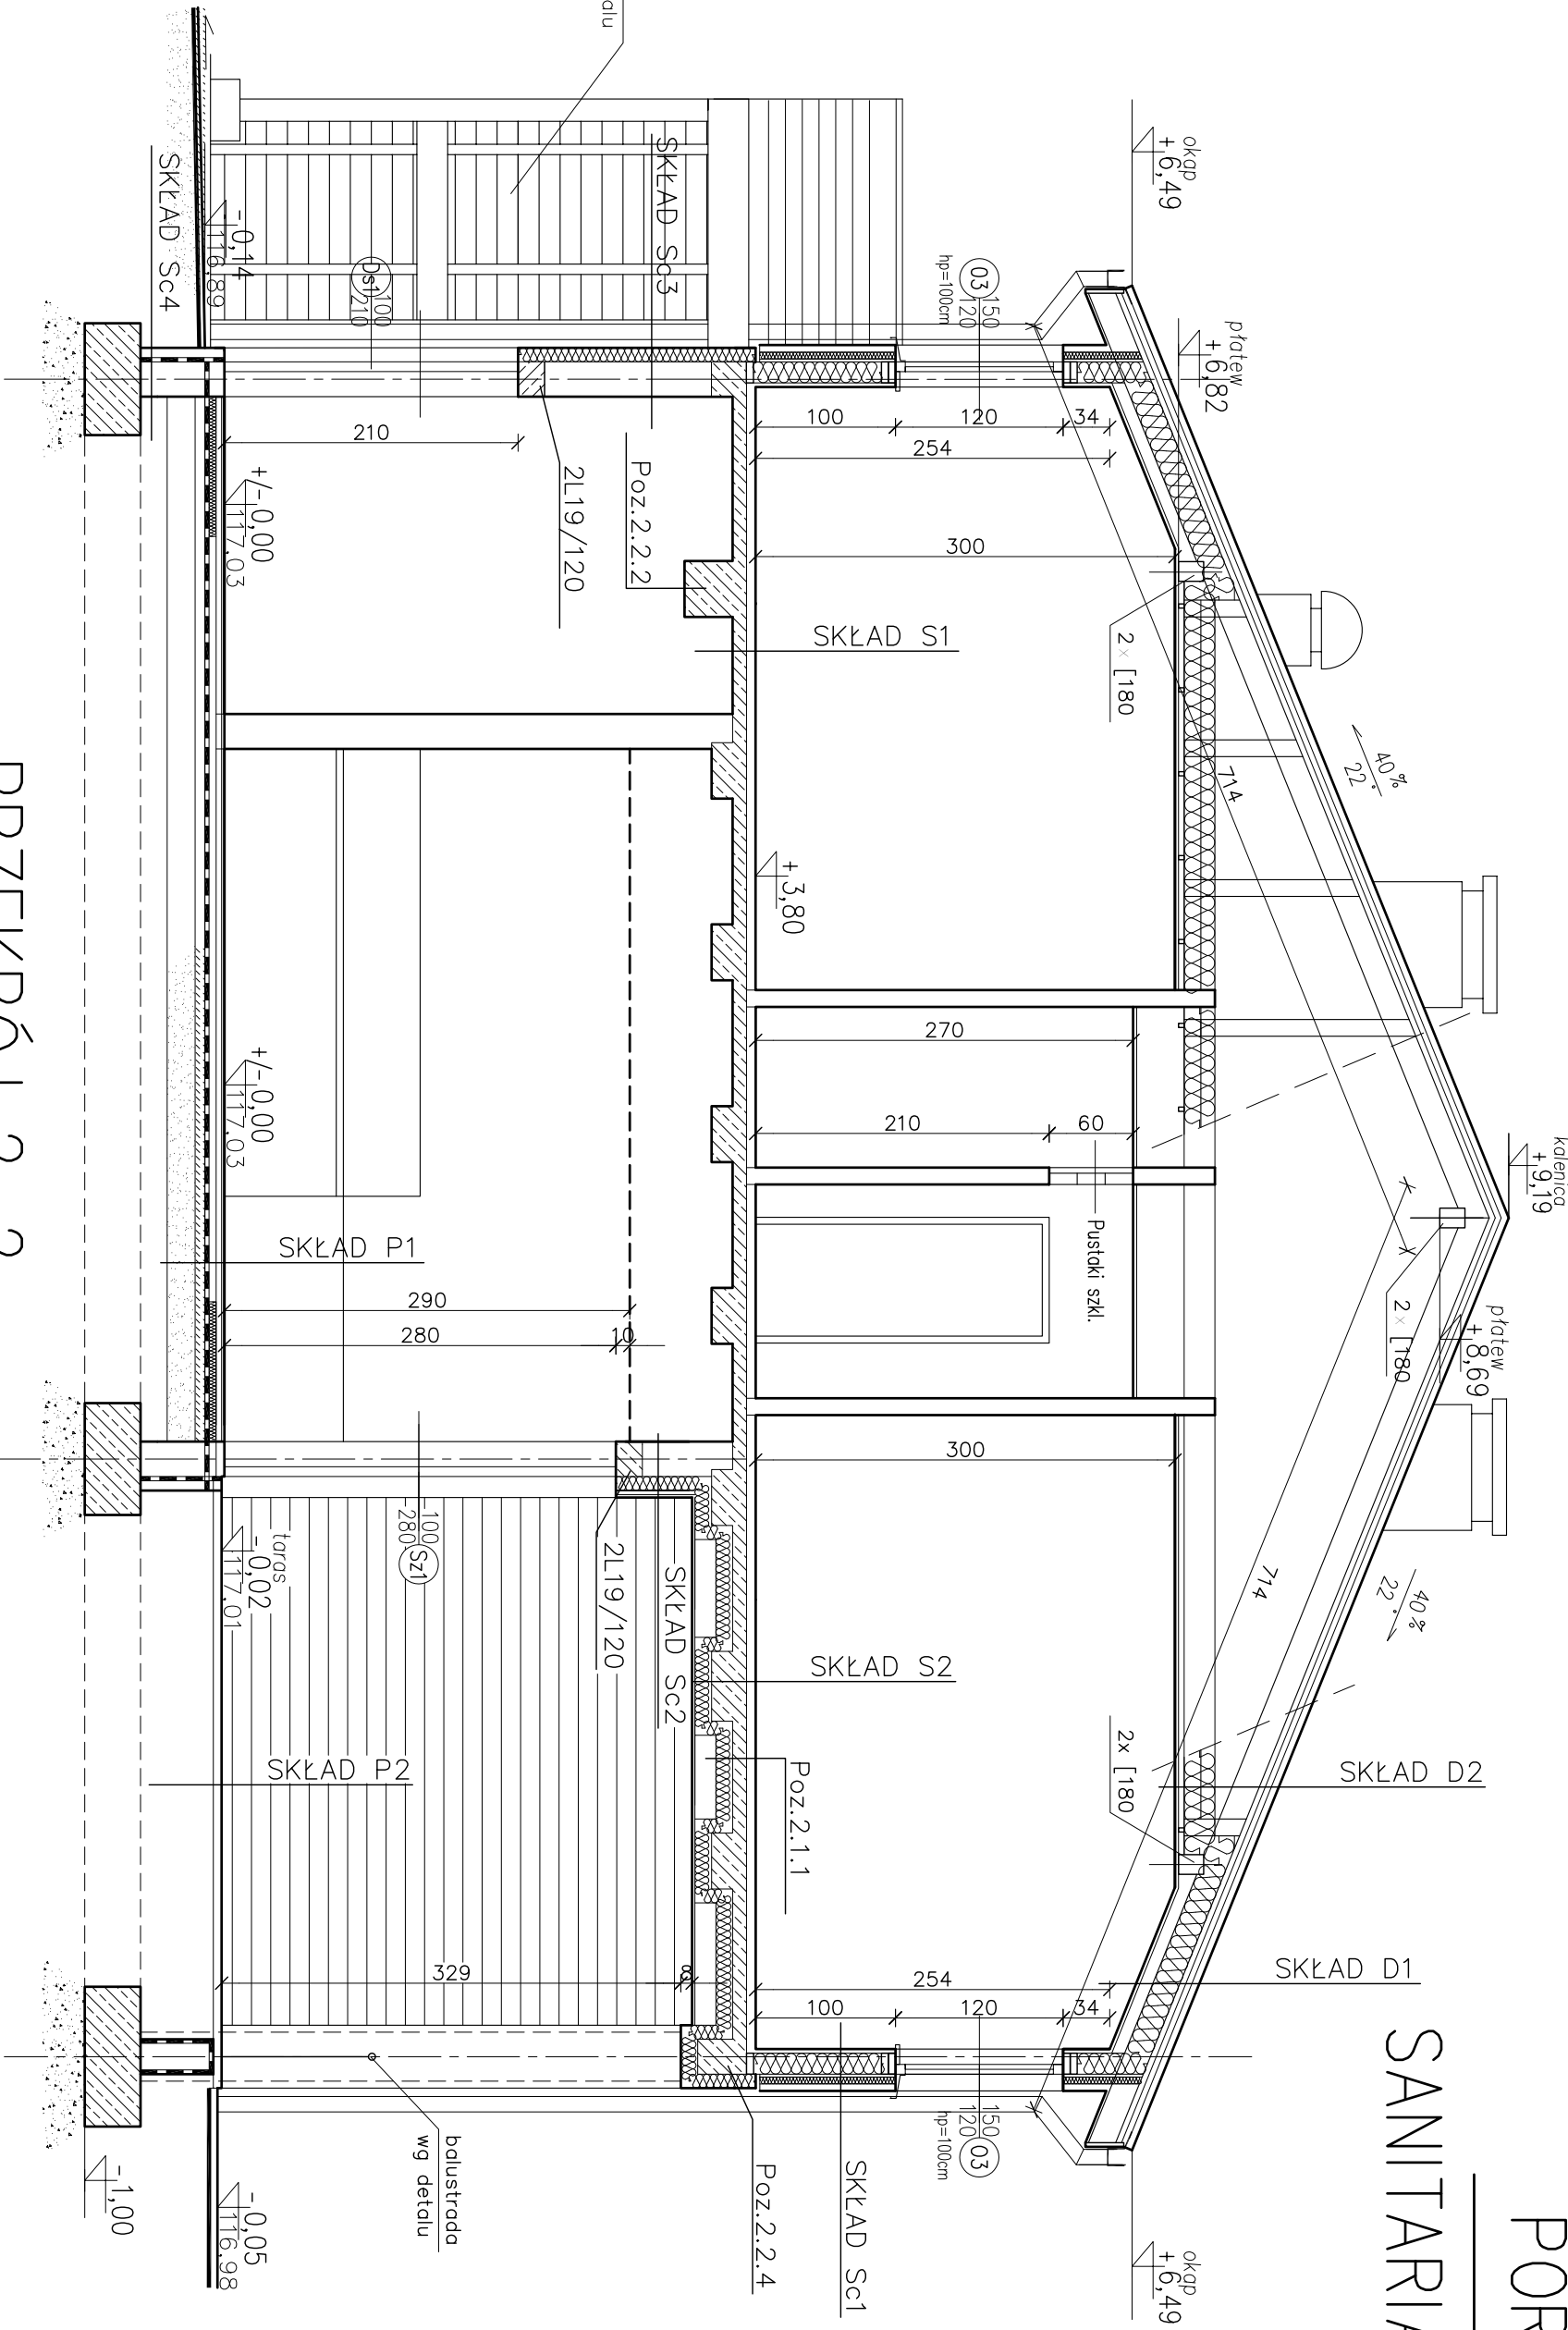 okap
+6,49
płatew
+6,82
kalenica
+9,19
płatew
+8,69
okap
+6,49
40%
22°
40%
22°
714
714
2×[180
2×[180
2x [180
SKŁAD D2
SKŁAD D1
03
150
120
hp=100cm
150
120
03
hp=100cm
34
120
100
254
300
270
210
60
300
254
34
120
100
SKŁAD S1
SKŁAD S2
+3,80
Pustaki szkl.
Poz.2.1.1
Poz.2.2.4
SKŁAD Sc1
SKŁAD Sc3
Poz.2.2.2
2L19/120
SKŁAD Sc2
2L19/120
210
290
280
10
329
8
Ds1
100
210
100
280
Sz1
+/-0,00
117,03
+/-0,00
117,03
-0,14
116,89
taras
-0,02
117,01
-0,05
116,98
-1,00
SKŁAD Sc4
SKŁAD P1
SKŁAD P2
balustrada
wg detalu
SANITARIA